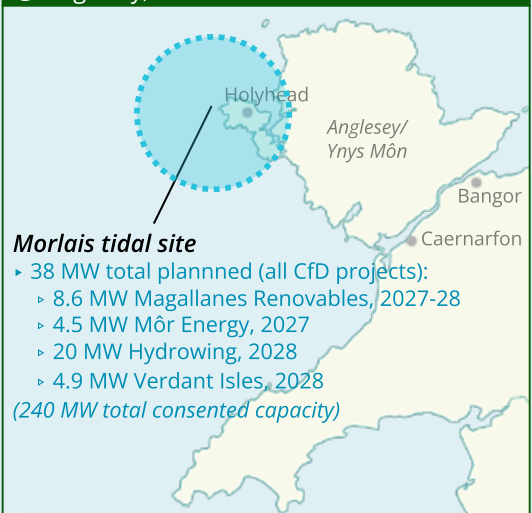 Holyhead
Anglesey/
Ynys Môn
Bangor
Caernarfon
Morlais tidal site
▸ 38 MW total plannned (all CfD projects):
▹ 8.6 MW Magallanes Renovables, 2027-28
▹ 4.5 MW Môr Energy, 2027
▹ 20 MW Hydrowing, 2028
▹ 4.9 MW Verdant Isles, 2028
(240 MW total consented capacity)